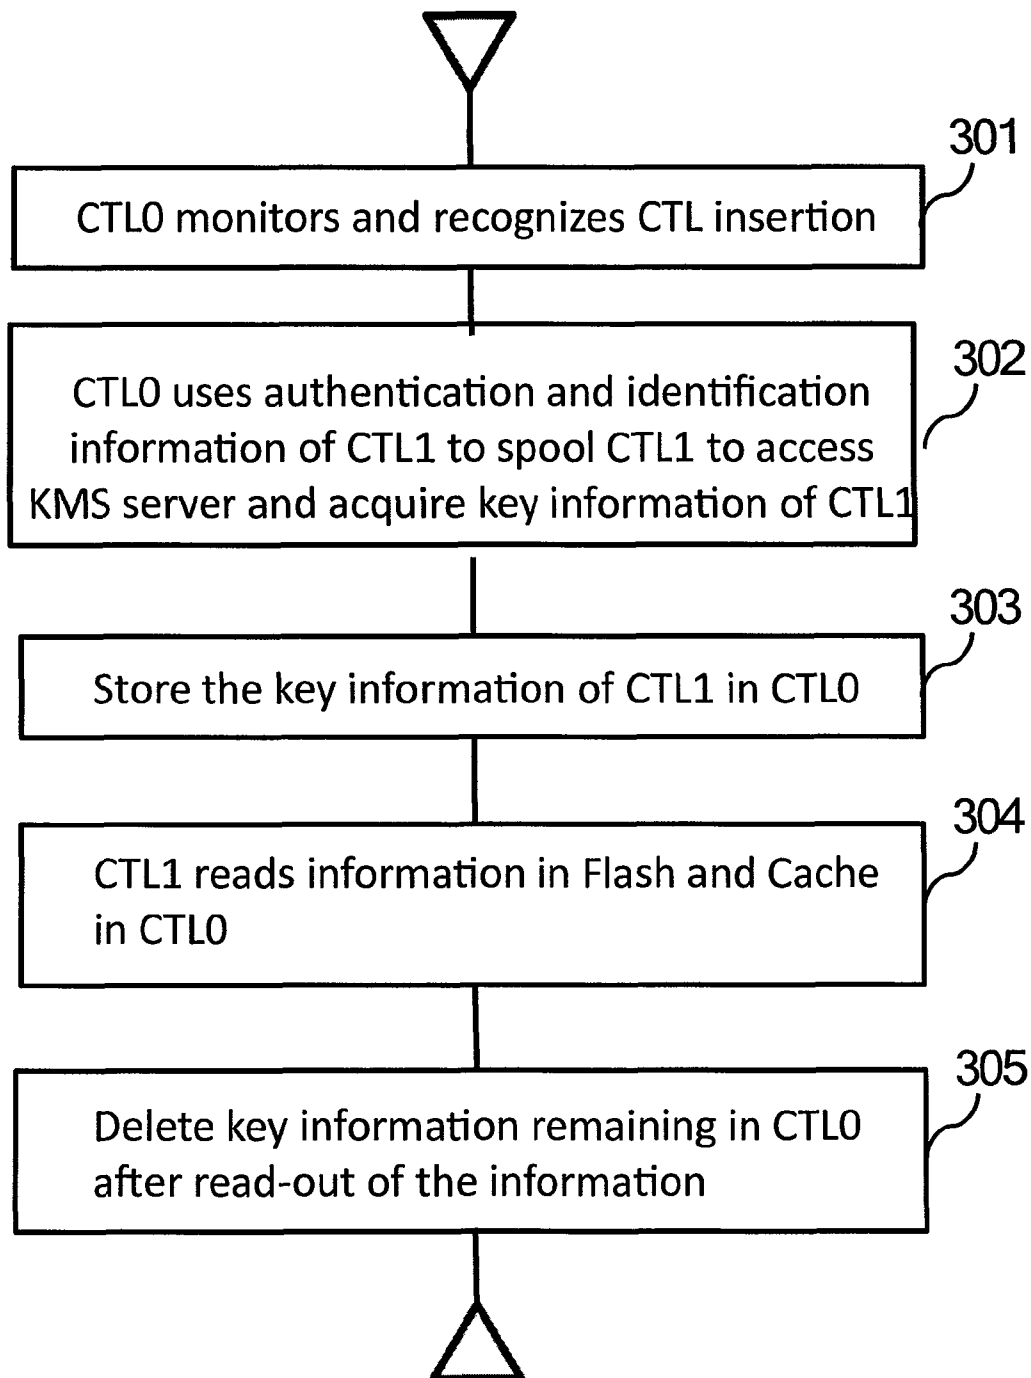 301
CTL0 monitors and recognizes CTL insertion
302
CTL0 uses authentication and identification
information of CTL1 to spool CTL1 to access
KMS server and acquire key information of CTL1
303
Store the key information of CTL1 in CTL0
304
CTL1 reads information in Flash and Cache
in CTL0
305
Delete key information remaining in CTL0
after read-out of the information